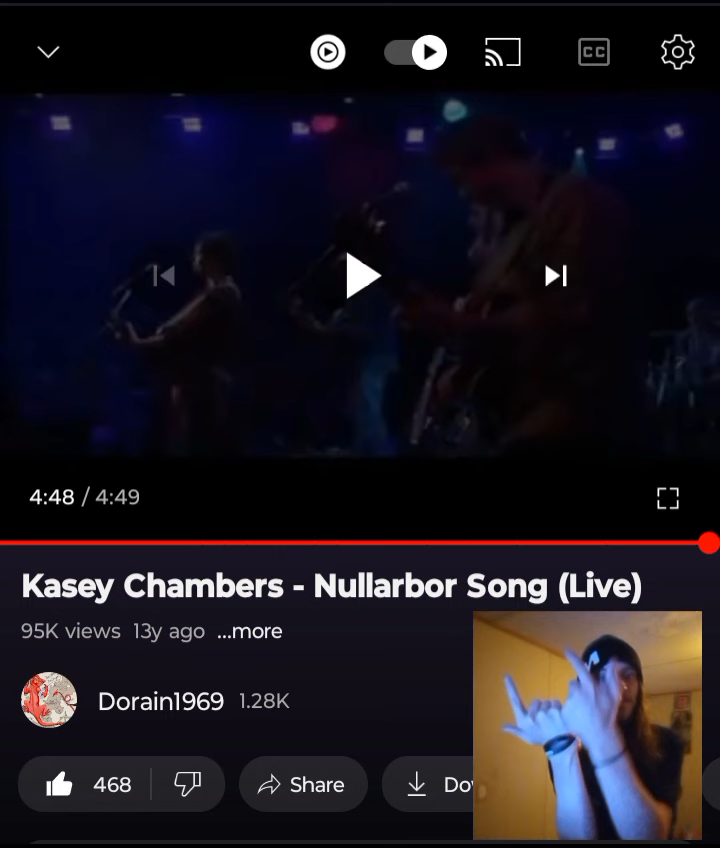 CC
4:48 / 4:49
Kasey Chambers - Nullarbor Song (Live)
95K views 13y ago ...more
Dorain1969 1.28K
468 Share Do